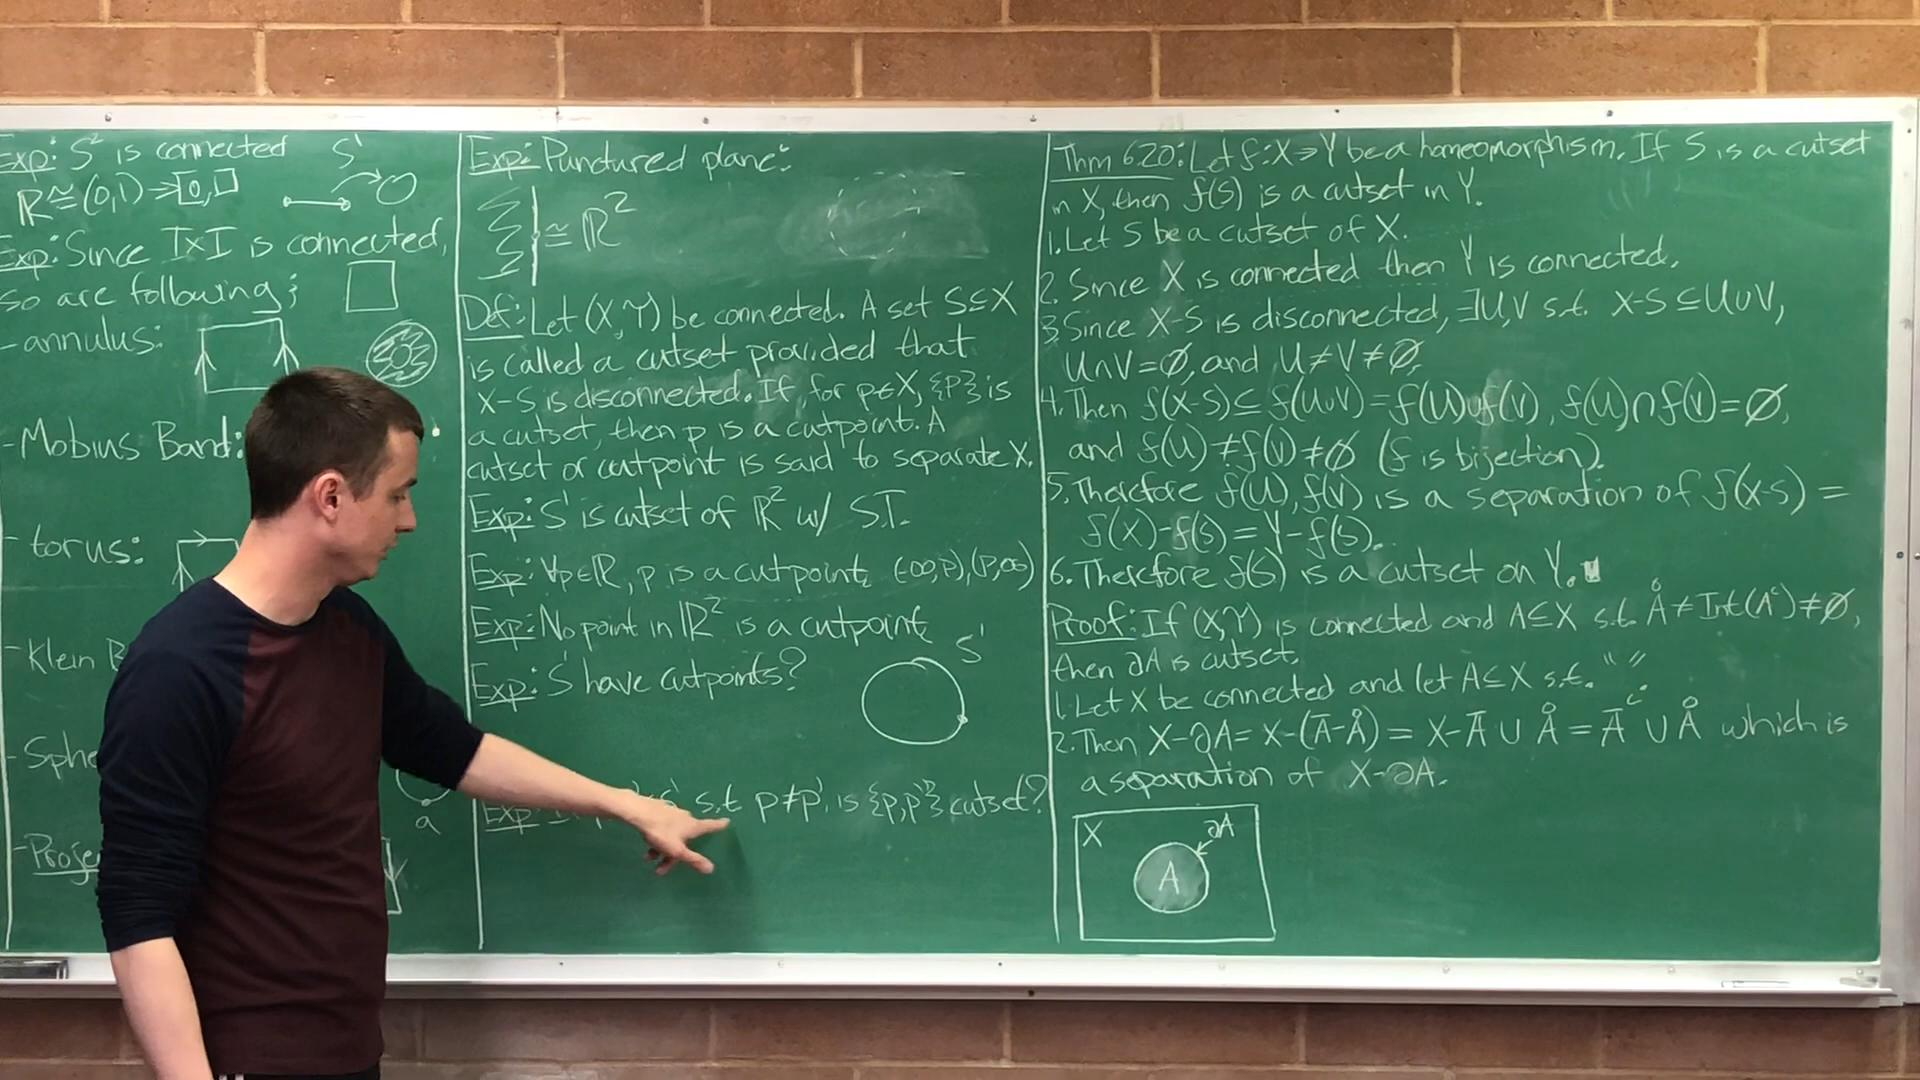 Exp: S² is connected S¹
ℝ≅(0,1)⇒[0,1]
Exp: Since I×I is connected,
so are following:
-annulus:
-Mobius Band:
-torus:
-Klein B
-Sphe
a
-Proje
Exp: Punctured plane:
≅ℝ²
Def: Let (X,Υ) be connected. A set S⊆X
is called a cutset provided that
X-S is disconnected. If, for p∈X, {p} is
a cutset, then p is a cutpoint. A
cutset or cutpoint is said to separate X.
Exp: S¹ is cutset of ℝ² w/ S.T.
Exp: ∀p∈ℝ, p is a cutpoint, (-∞,p),(p,∞)
Exp: No point in ℝ² is a cutpoint
Exp: S¹ have cutpoints? S¹
Exp: s.t p≠p', is {p,p'} cutset?
Thm 6.20: Let f:X→Y be a homeomorphism. If S is a cutset
in X, then f(S) is a cutset in Y.
1. Let S be a cutset of X.
2. Since X is connected then Y is connected.
3. Since X-S is disconnected, ∃U,V s.t. X-S⊆U∪V,
U∩V=∅, and U≠V≠∅.
4. Then f(X-S)⊆f(U∪V)=f(U)∪f(V), f(U)∩f(V)=∅,
and f(U)≠f(V)≠∅ (f is bijection).
5. Therefore f(U),f(V) is a separation of f(X-S)=
f(X)-f(S)=Y-f(S).
6. Therefore f(S) is a cutset on Y.
Proof: If (X,Υ) is connected and A⊆X s.t. Å≠Int(Aᶜ)≠∅,
then ∂A is cutset.
1. Let X be connected and let A⊆X s.t. " "
2. Then X-∂A=X-(Ā-Å)=X-Ā∪Å=Āᶜ∪Å which is
a separation of X-∂A.
X ∂A
A